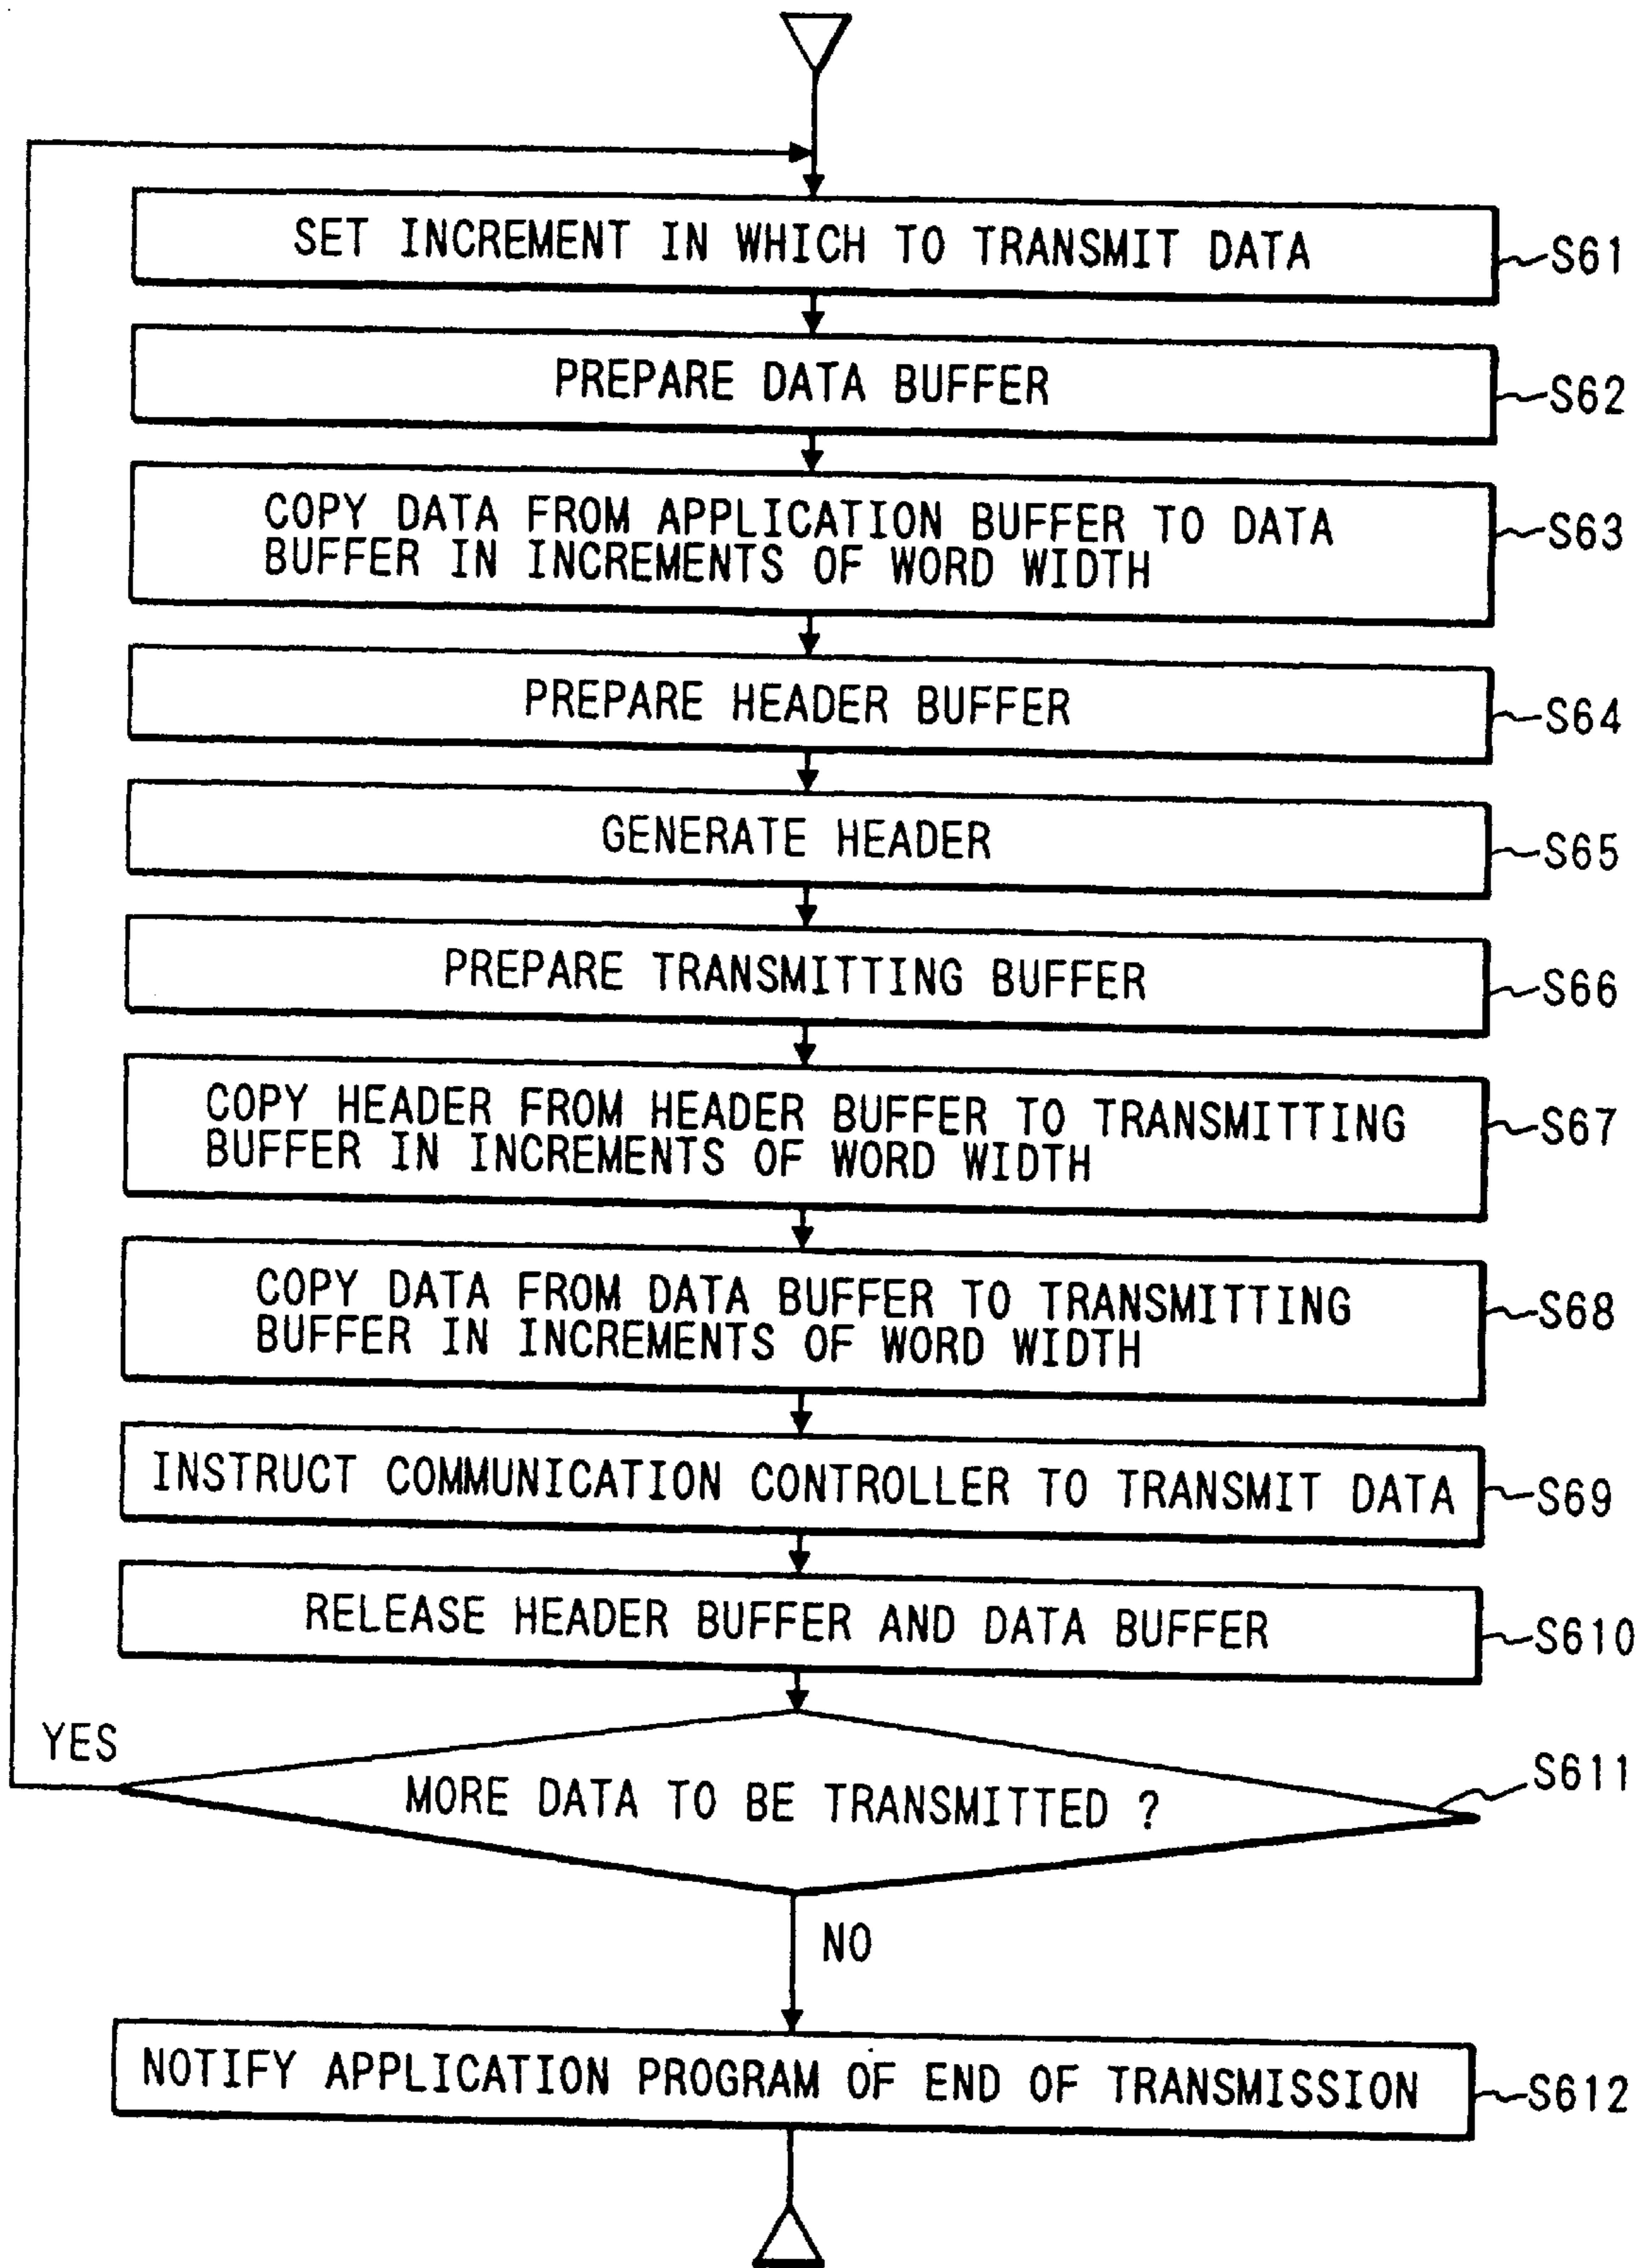 SET INCREMENT IN WHICH TO TRANSMIT DATA
S61
PREPARE DATA BUFFER
S62
COPY DATA FROM APPLICATION BUFFER TO DATA
BUFFER IN INCREMENTS OF WORD WIDTH
S63
PREPARE HEADER BUFFER
S64
GENERATE HEADER
S65
PREPARE TRANSMITTING BUFFER
S66
COPY HEADER FROM HEADER BUFFER TO TRANSMITTING
BUFFER IN INCREMENTS OF WORD WIDTH
S67
COPY DATA FROM DATA BUFFER TO TRANSMITTING
BUFFER IN INCREMENTS OF WORD WIDTH
S68
INSTRUCT COMMUNICATION CONTROLLER TO TRANSMIT DATA
S69
RELEASE HEADER BUFFER AND DATA BUFFER
S610
YES
MORE DATA TO BE TRANSMITTED ?
S611
NO
NOTIFY APPLICATION PROGRAM OF END OF TRANSMISSION
S612